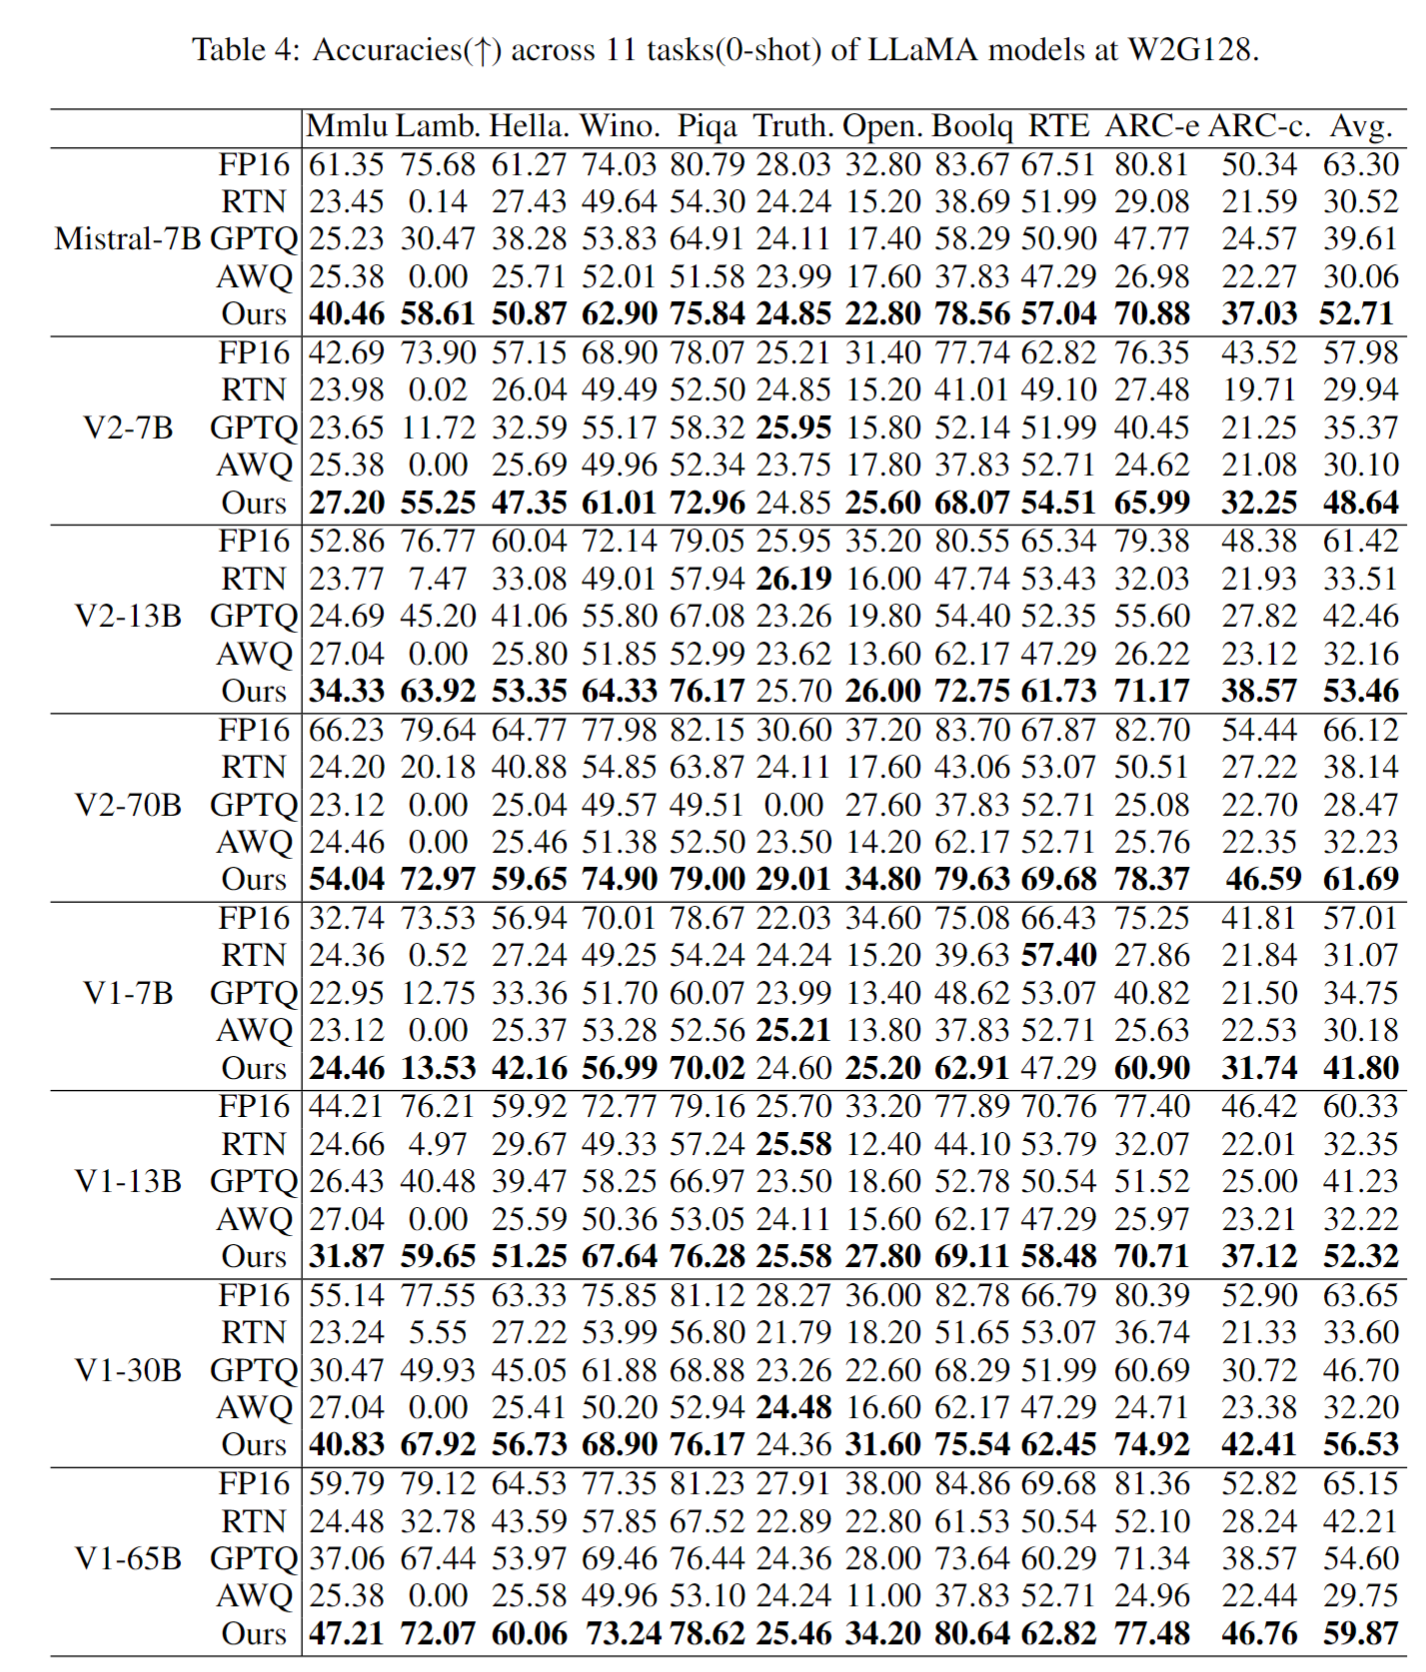 Table 4: Accuracies(↑) across 11 tasks(0-shot) of LLaMA models at W2G128.
Mmlu Lamb. Hella. Wino. Piqa Truth. Open. Boolq RTE ARC-e ARC-c. Avg.
FP16 61.35 75.68 61.27 74.03 80.79 28.03 32.80 83.67 67.51 80.81 50.34 63.30
RTN 23.45 0.14 27.43 49.64 54.30 24.24 15.20 38.69 51.99 29.08 21.59 30.52
Mistral-7B GPTQ 25.23 30.47 38.28 53.83 64.91 24.11 17.40 58.29 50.90 47.77 24.57 39.61
AWQ 25.38 0.00 25.71 52.01 51.58 23.99 17.60 37.83 47.29 26.98 22.27 30.06
Ours 40.46 58.61 50.87 62.90 75.84 24.85 22.80 78.56 57.04 70.88 37.03 52.71
FP16 42.69 73.90 57.15 68.90 78.07 25.21 31.40 77.74 62.82 76.35 43.52 57.98
RTN 23.98 0.02 26.04 49.49 52.50 24.85 15.20 41.01 49.10 27.48 19.71 29.94
V2-7B GPTQ 23.65 11.72 32.59 55.17 58.32 25.95 15.80 52.14 51.99 40.45 21.25 35.37
AWQ 25.38 0.00 25.69 49.96 52.34 23.75 17.80 37.83 52.71 24.62 21.08 30.10
Ours 27.20 55.25 47.35 61.01 72.96 24.85 25.60 68.07 54.51 65.99 32.25 48.64
FP16 52.86 76.77 60.04 72.14 79.05 25.95 35.20 80.55 65.34 79.38 48.38 61.42
RTN 23.77 7.47 33.08 49.01 57.94 26.19 16.00 47.74 53.43 32.03 21.93 33.51
V2-13B GPTQ 24.69 45.20 41.06 55.80 67.08 23.26 19.80 54.40 52.35 55.60 27.82 42.46
AWQ 27.04 0.00 25.80 51.85 52.99 23.62 13.60 62.17 47.29 26.22 23.12 32.16
Ours 34.33 63.92 53.35 64.33 76.17 25.70 26.00 72.75 61.73 71.17 38.57 53.46
FP16 66.23 79.64 64.77 77.98 82.15 30.60 37.20 83.70 67.87 82.70 54.44 66.12
RTN 24.20 20.18 40.88 54.85 63.87 24.11 17.60 43.06 53.07 50.51 27.22 38.14
V2-70B GPTQ 23.12 0.00 25.04 49.57 49.51 0.00 27.60 37.83 52.71 25.08 22.70 28.47
AWQ 24.46 0.00 25.46 51.38 52.50 23.50 14.20 62.17 52.71 25.76 22.35 32.23
Ours 54.04 72.97 59.65 74.90 79.00 29.01 34.80 79.63 69.68 78.37 46.59 61.69
FP16 32.74 73.53 56.94 70.01 78.67 22.03 34.60 75.08 66.43 75.25 41.81 57.01
RTN 24.36 0.52 27.24 49.25 54.24 24.24 15.20 39.63 57.40 27.86 21.84 31.07
V1-7B GPTQ 22.95 12.75 33.36 51.70 60.07 23.99 13.40 48.62 53.07 40.82 21.50 34.75
AWQ 23.12 0.00 25.37 53.28 52.56 25.21 13.80 37.83 52.71 25.63 22.53 30.18
Ours 24.46 13.53 42.16 56.99 70.02 24.60 25.20 62.91 47.29 60.90 31.74 41.80
FP16 44.21 76.21 59.92 72.77 79.16 25.70 33.20 77.89 70.76 77.40 46.42 60.33
RTN 24.66 4.97 29.67 49.33 57.24 25.58 12.40 44.10 53.79 32.07 22.01 32.35
V1-13B GPTQ 26.43 40.48 39.47 58.25 66.97 23.50 18.60 52.78 50.54 51.52 25.00 41.23
AWQ 27.04 0.00 25.59 50.36 53.05 24.11 15.60 62.17 47.29 25.97 23.21 32.22
Ours 31.87 59.65 51.25 67.64 76.28 25.58 27.80 69.11 58.48 70.71 37.12 52.32
FP16 55.14 77.55 63.33 75.85 81.12 28.27 36.00 82.78 66.79 80.39 52.90 63.65
RTN 23.24 5.55 27.22 53.99 56.80 21.79 18.20 51.65 53.07 36.74 21.33 33.60
V1-30B GPTQ 30.47 49.93 45.05 61.88 68.88 23.26 22.60 68.29 51.99 60.69 30.72 46.70
AWQ 27.04 0.00 25.41 50.20 52.94 24.48 16.60 62.17 47.29 24.71 23.38 32.20
Ours 40.83 67.92 56.73 68.90 76.17 24.36 31.60 75.54 62.45 74.92 42.41 56.53
FP16 59.79 79.12 64.53 77.35 81.23 27.91 38.00 84.86 69.68 81.36 52.82 65.15
RTN 24.48 32.78 43.59 57.85 67.52 22.89 22.80 61.53 50.54 52.10 28.24 42.21
V1-65B GPTQ 37.06 67.44 53.97 69.46 76.44 24.36 28.00 73.64 60.29 71.34 38.57 54.60
AWQ 25.38 0.00 25.58 49.96 53.10 24.24 11.00 37.83 52.71 24.96 22.44 29.75
Ours 47.21 72.07 60.06 73.24 78.62 25.46 34.20 80.64 62.82 77.48 46.76 59.87